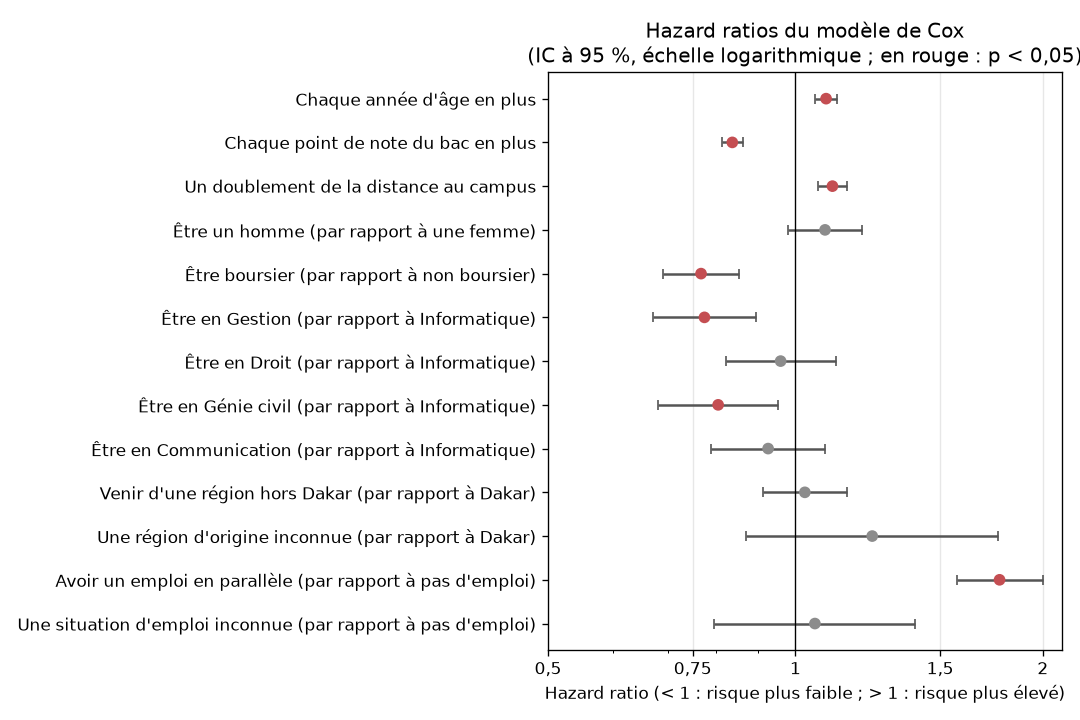 Hazard ratios du modèle de Cox
(IC à 95 %, échelle logarithmique ; en rouge : p < 0,05)
Chaque année d'âge en plus
Chaque point de note du bac en plus
Un doublement de la distance au campus
Être un homme (par rapport à une femme)
Être boursier (par rapport à non boursier)
Être en Gestion (par rapport à Informatique)
Être en Droit (par rapport à Informatique)
Être en Génie civil (par rapport à Informatique)
Être en Communication (par rapport à Informatique)
Venir d'une région hors Dakar (par rapport à Dakar)
Une région d'origine inconnue (par rapport à Dakar)
Avoir un emploi en parallèle (par rapport à pas d'emploi)
Une situation d'emploi inconnue (par rapport à pas d'emploi)
0,5 0,75 1 1,5 2
Hazard ratio (< 1 : risque plus faible ; > 1 : risque plus élevé)